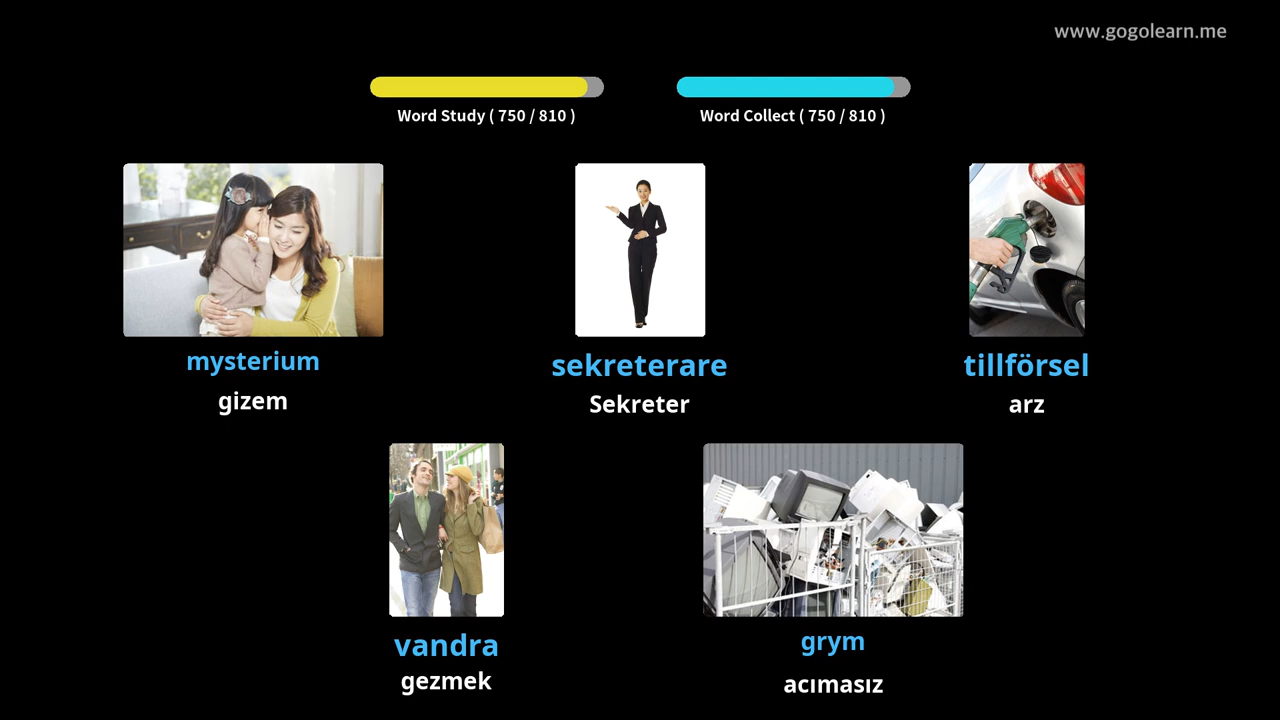 www.gogolearn.me
Word Study ( 750 / 810 )
Word Collect ( 750 / 810 )
mysterium
gizem
sekreterare
Sekreter
tillförsel
arz
vandra
gezmek
grym
acımasız